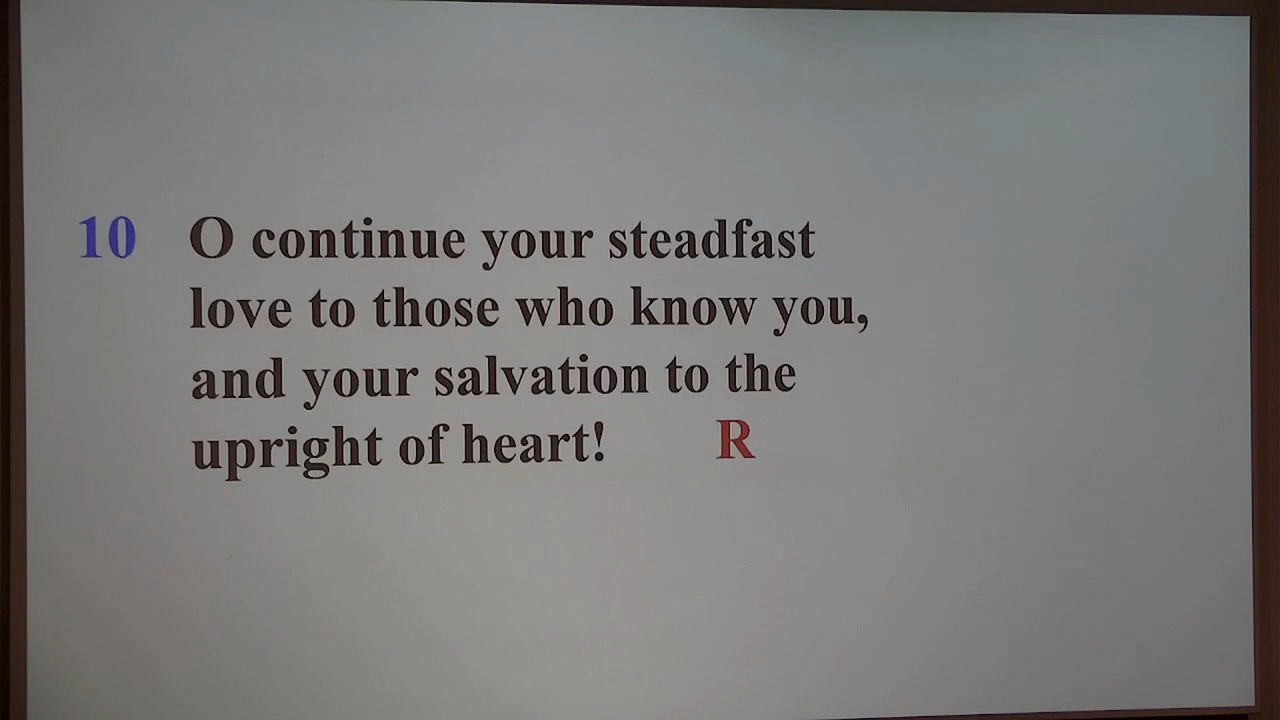 10 O continue your steadfast
love to those who know you,
and your salvation to the
upright of heart! R